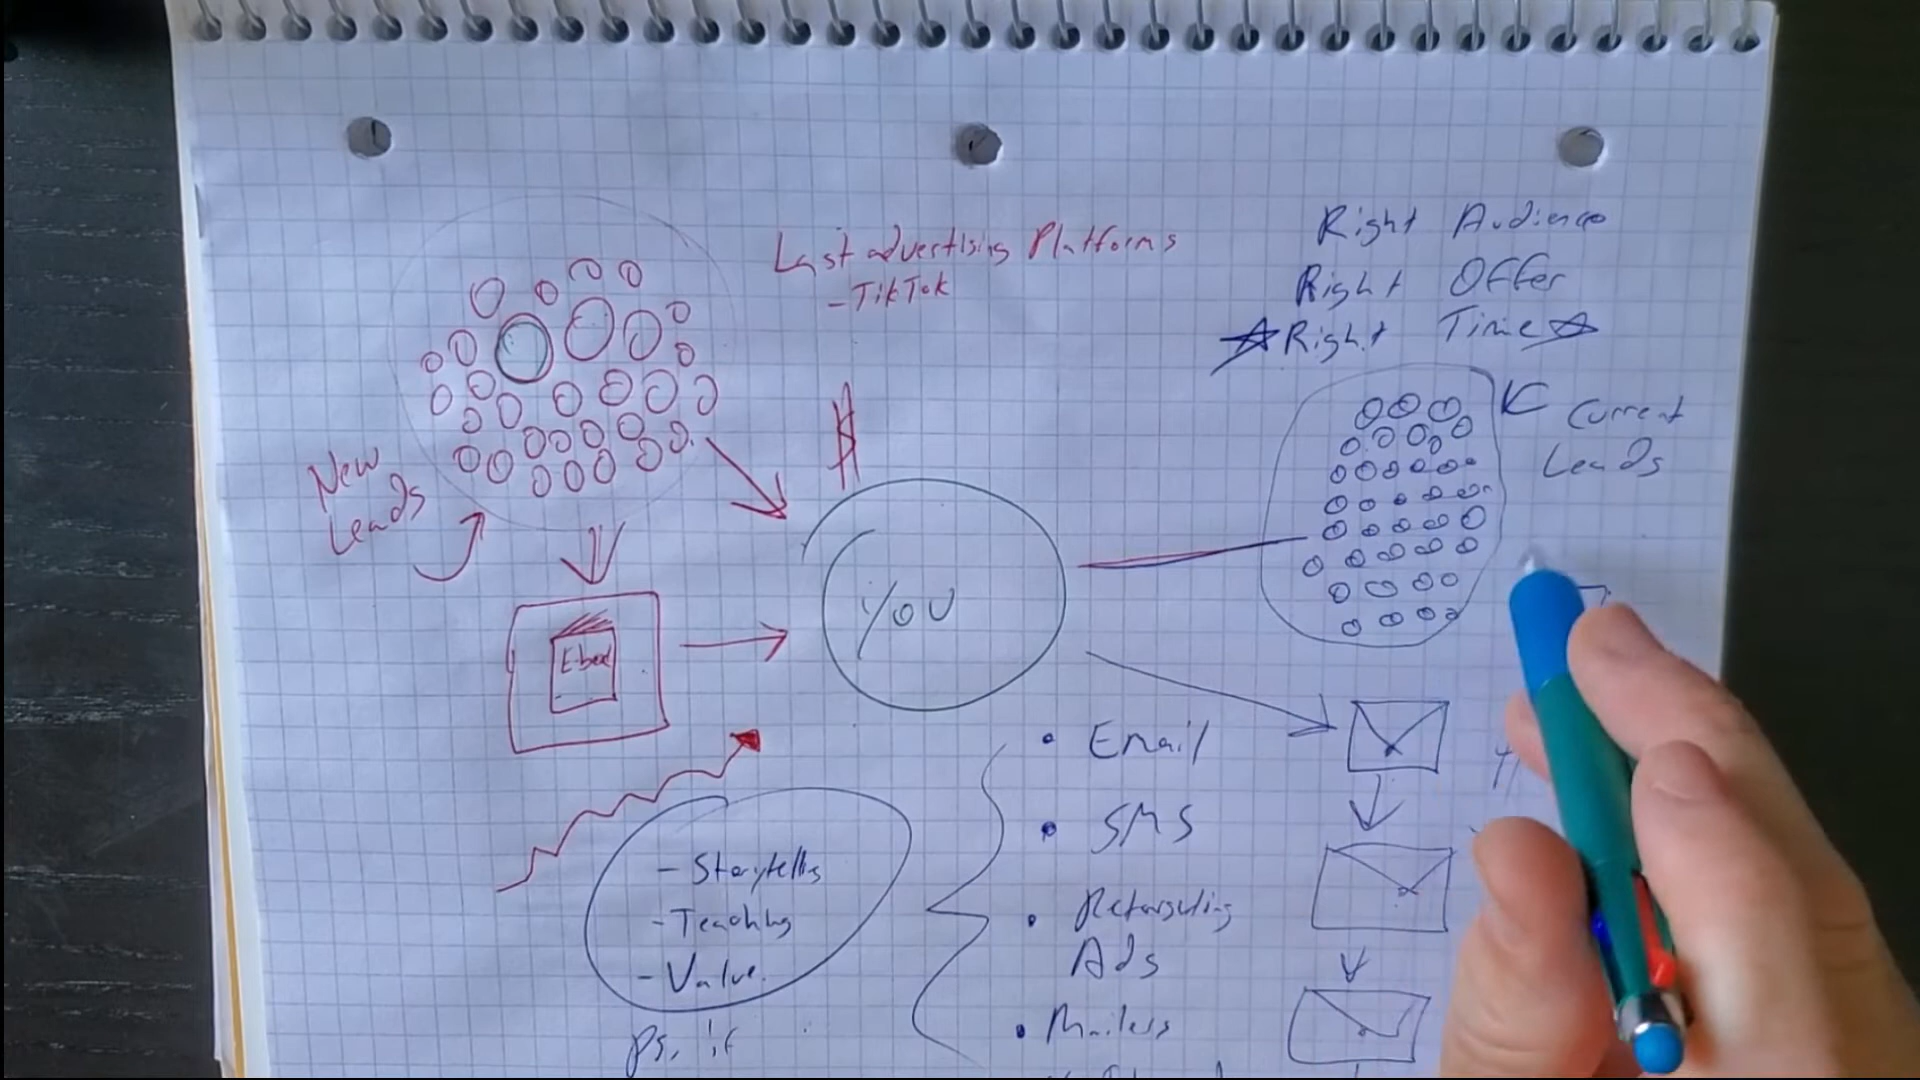 Right Audience
Right Offer
Right Time
Last advertising Platforms
- TikTok
$
Current
Leads
New
Leads
YOU
• Email
• SMS
• Retargeting
Ads
• Mailers
- Storytelling
- Teaching
- Value.
Ps, if